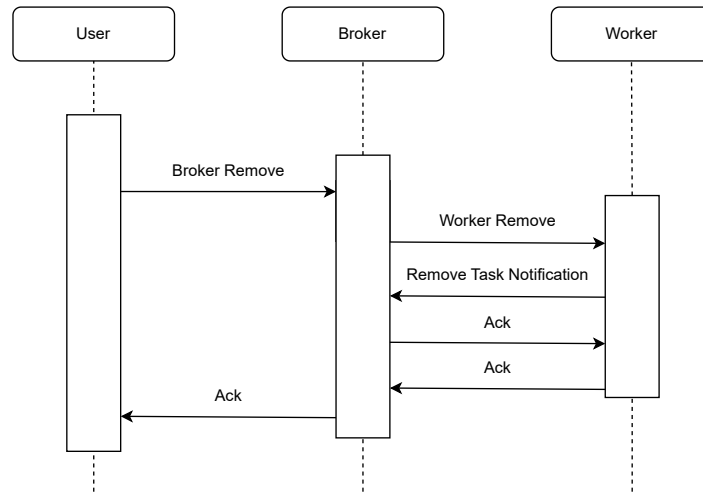 User
Broker
Worker
Broker Remove
Worker Remove
Remove Task Notification
Ack
Ack
Ack